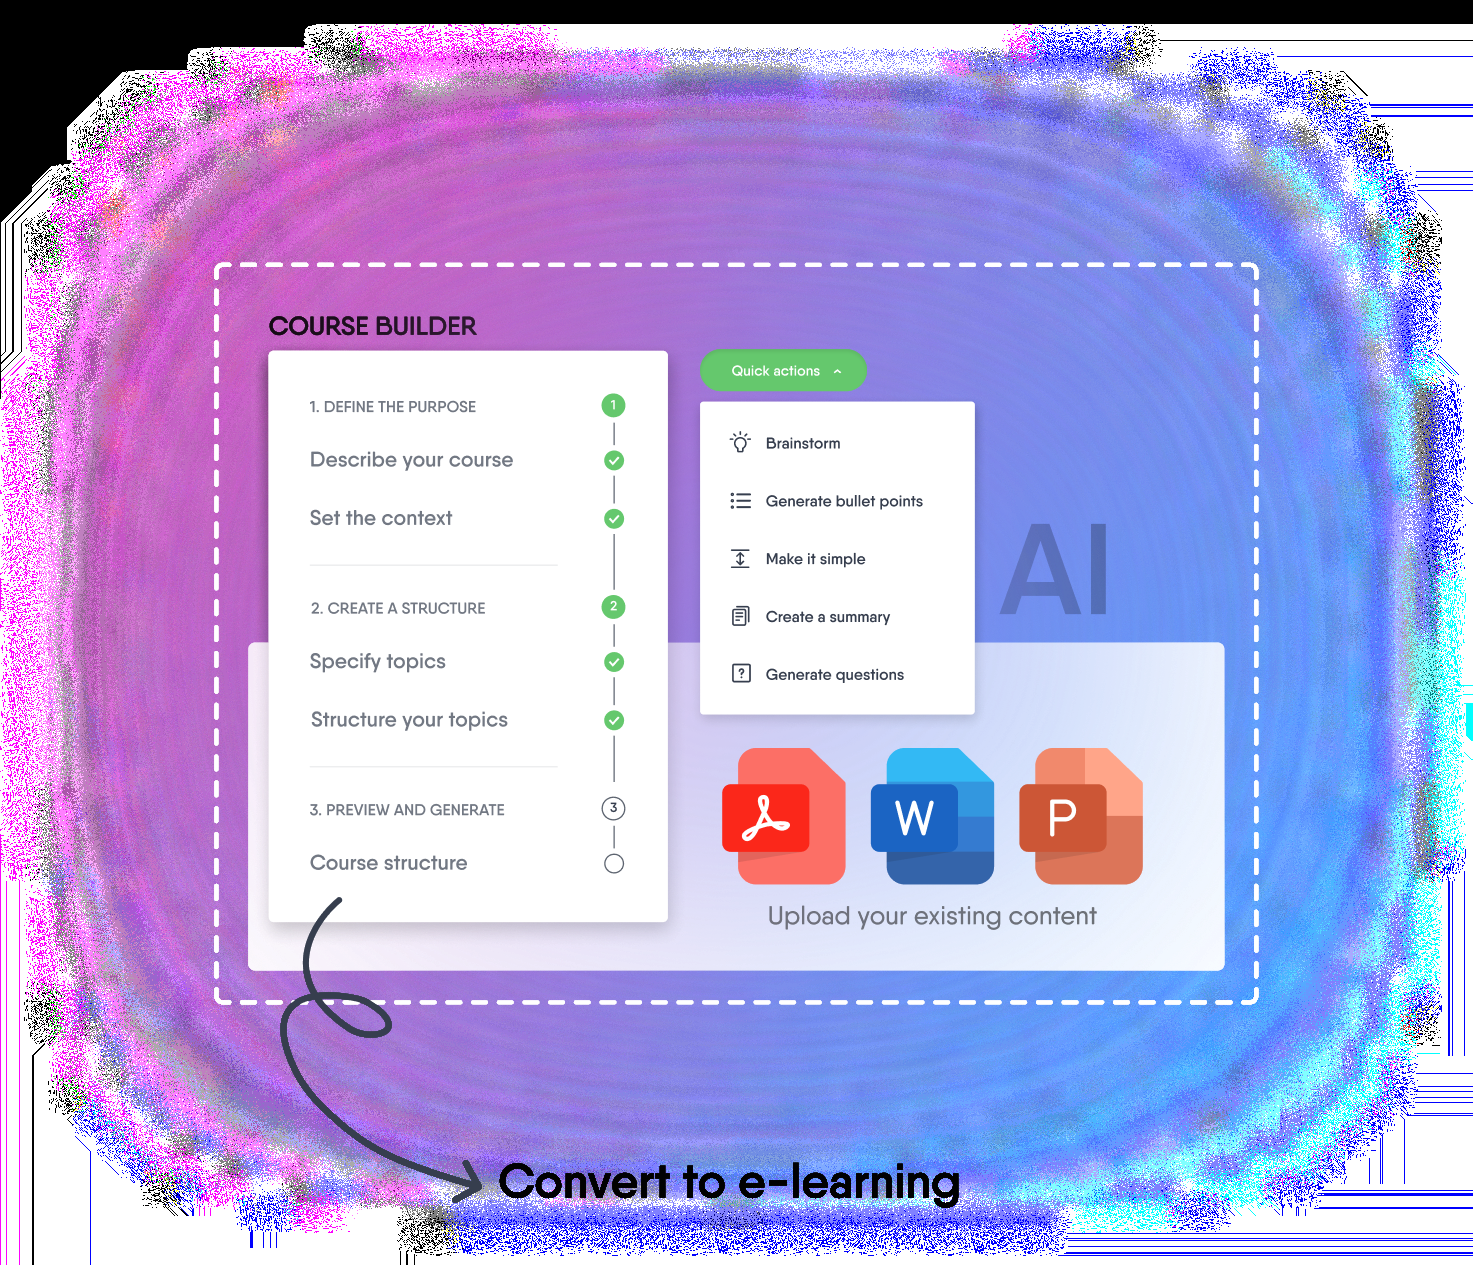 COURSE BUILDER
1. DEFINE THE PURPOSE
1
Describe your course
Set the context
2. CREATE A STRUCTURE
2
Specify topics
Structure your topics
3. PREVIEW AND GENERATE
3
Course structure
Quick actions
Brainstorm
Generate bullet points
Make it simple
Create a summary
? Generate questions
AI
W
P
Upload your existing content
Convert to e-learning